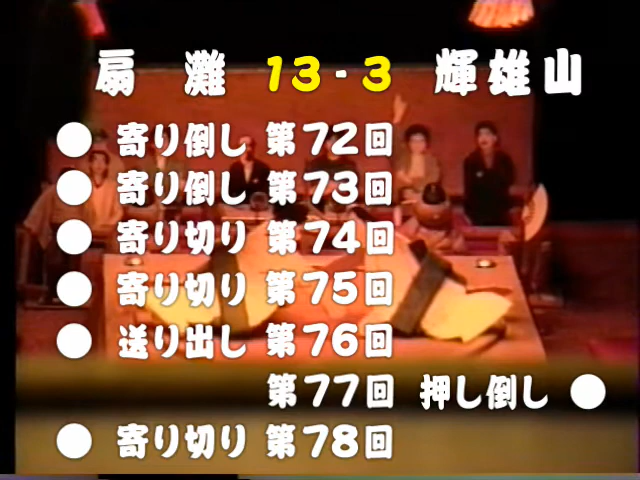 扇灘 13-3 輝雄山
● 寄り倒し 第72回
● 寄り倒し 第73回
● 寄り切り 第74回
● 寄り切り 第75回
● 送り出し 第76回
第77回 押し倒し ●
● 寄り切り 第78回